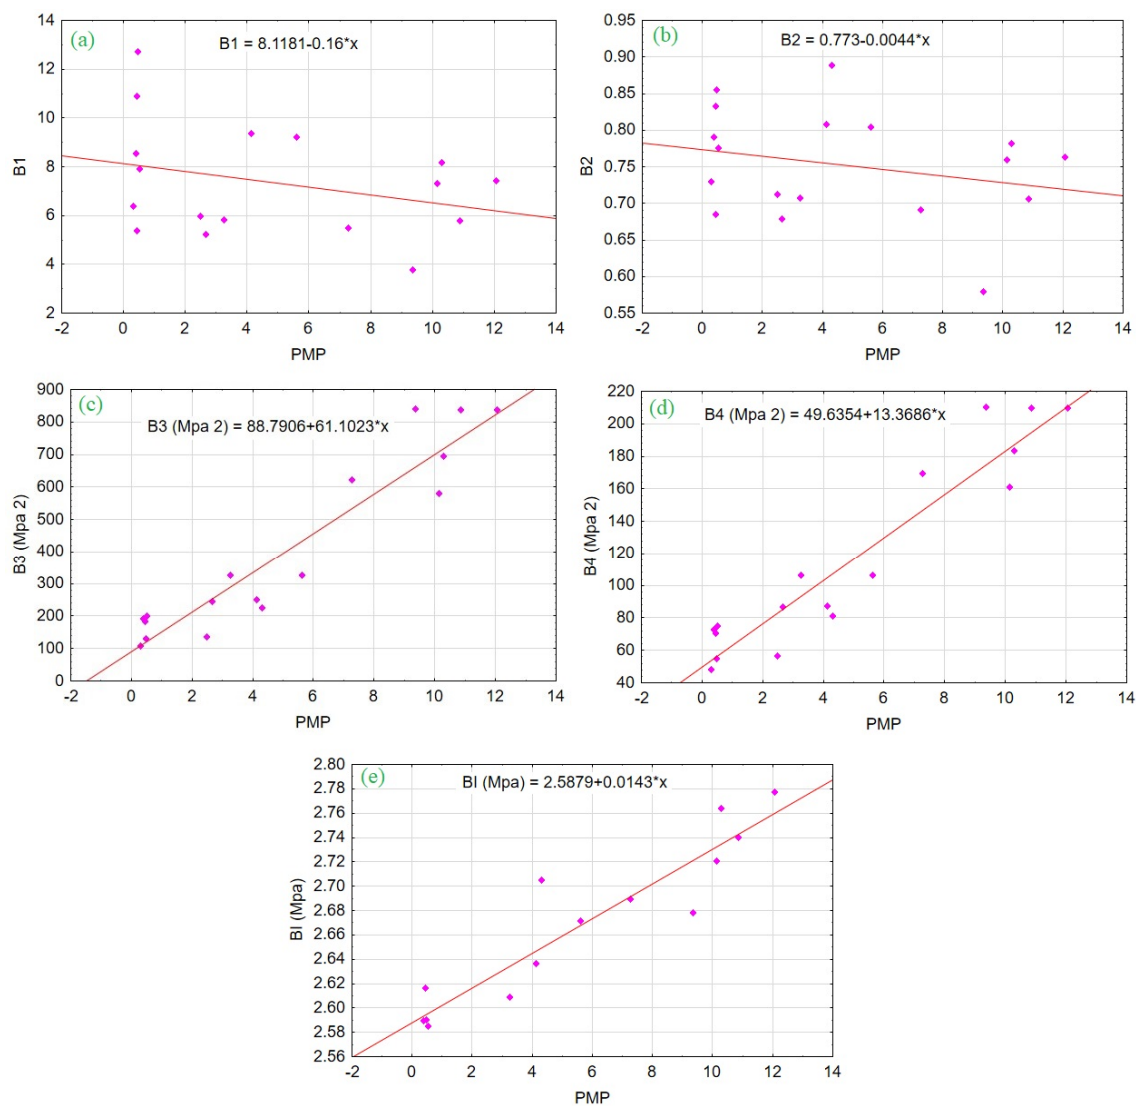 (a)
B1 = 8.1181-0.16*x
14
12
10
8
6
4
2
B1
-2 0 2 4 6 8 10 12 14
PMP
(b)
B2 = 0.773-0.0044*x
0.95
0.90
0.85
0.80
0.75
0.70
0.65
0.60
0.55
B2
-2 0 2 4 6 8 10 12 14
PMP
(c)
B3 (Mpa 2) = 88.7906+61.1023*x
900
800
700
600
500
400
300
200
100
0
B3 (Mpa 2)
-2 0 2 4 6 8 10 12 14
PMP
(d)
B4 (Mpa 2) = 49.6354+13.3686*x
220
200
180
160
140
120
100
80
60
40
B4 (Mpa 2)
-2 0 2 4 6 8 10 12 14
PMP
(e)
BI (Mpa) = 2.5879+0.0143*x
2.80
2.78
2.76
2.74
2.72
2.70
2.68
2.66
2.64
2.62
2.60
2.58
2.56
BI (Mpa)
-2 0 2 4 6 8 10 12 14
PMP